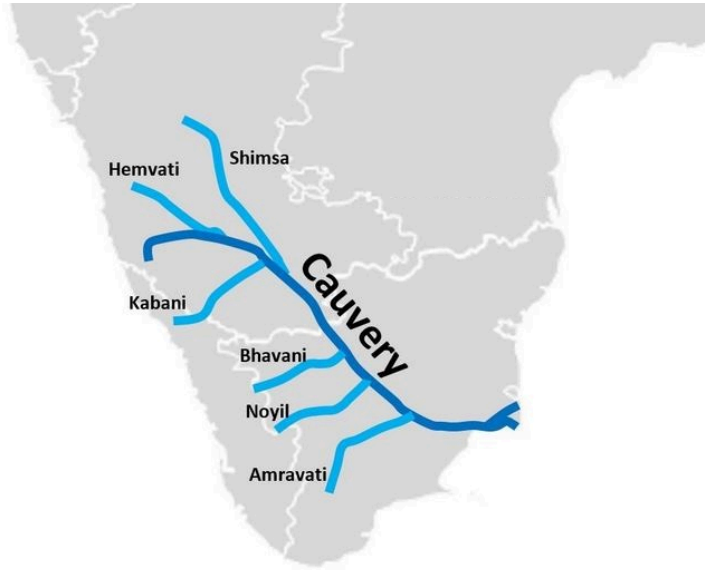 Shimsa
Hemvati
Cauvery
Kabani
Bhavani
Noyil
Amravati